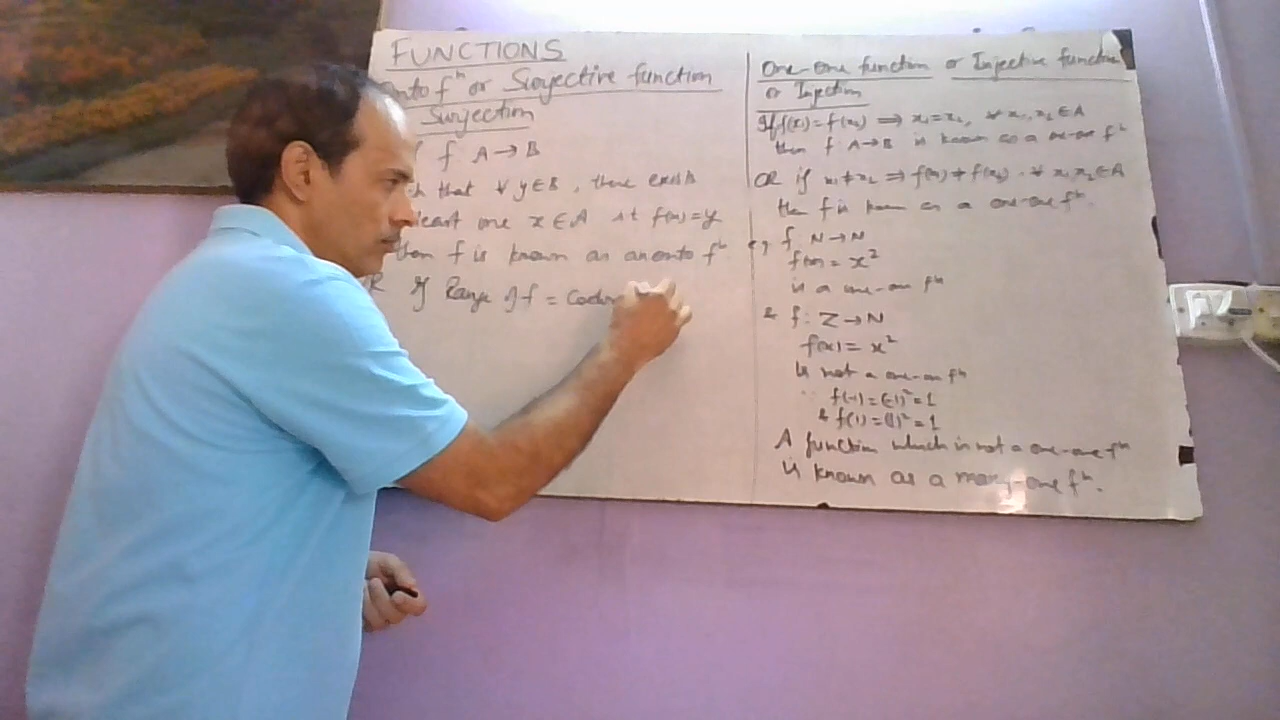 FUNCTIONS
onto fⁿ or Surjective function
Surjection
f A→B
that ∀ y∈B, there exists
least one x∈A st f(x)=y
then f is known as an onto fⁿ
OR If Range of f =
One-One function or Injective function
or Injection
If f(x₁)=f(x₂) ⟹ x₁=x₂, ∀ x₁,x₂∈A
then f A→B is known as a one-one fⁿ
OR if x₁≠x₂ ⟹ f(x₁)≠f(x₂) ∀ x₁,x₂∈A
then f is known as a one-one fⁿ.
eg f: N→N
f(x) = x²
is a one-one fⁿ
& f: Z→N
f(x) = x²
is not a one-one fⁿ
∵ f(-1)=(-1)²=1
& f(1)=(1)²=1
A function which is not a one-one fⁿ
is known as a many-one fⁿ.